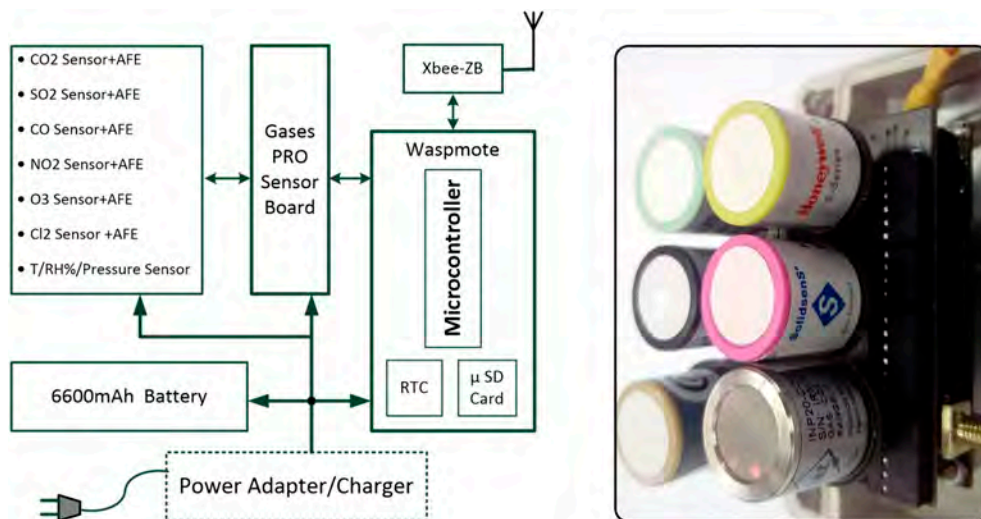 • CO2 Sensor+AFE
• SO2 Sensor+AFE
• CO Sensor+AFE
• NO2 Sensor+AFE
• O3 Sensor+AFE
• Cl2 Sensor +AFE
• T/RH%/Pressure Sensor
Gases
PRO
Sensor
Board
Xbee-ZB
Waspmote
Microcontroller
RTC
µ SD
Card
6600mAh Battery
Power Adapter/Charger
Honeywell
SolidsenS
S
INP20
S/N